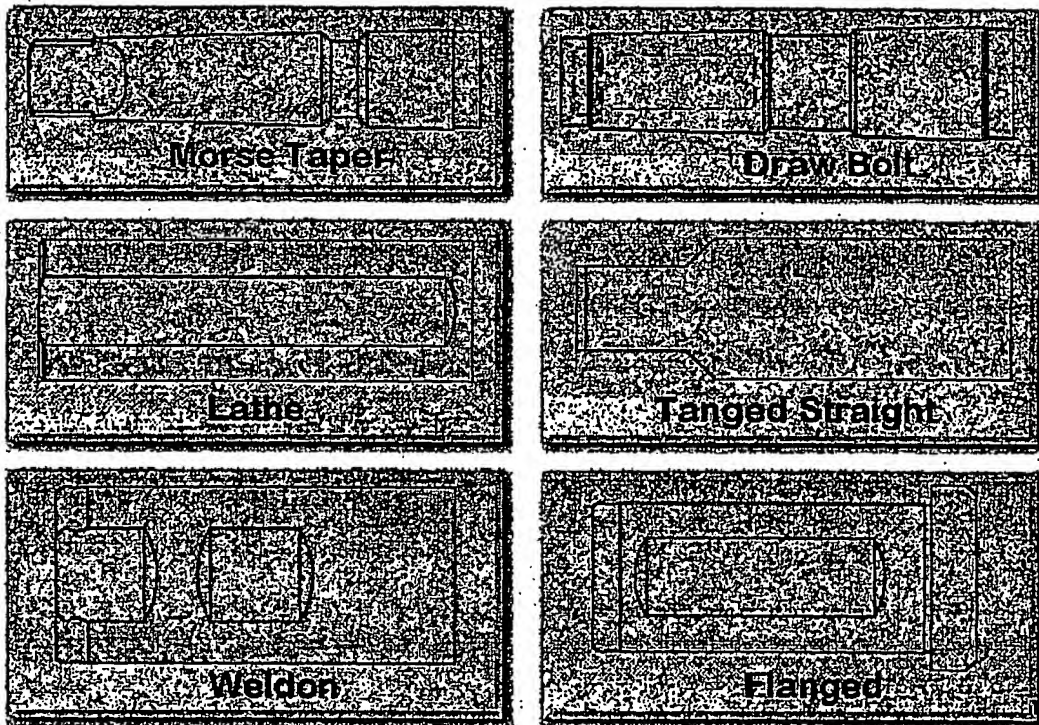 Morse Taper
Draw Bolt
Lathe
Tanged Straight
Weldon
Flanged